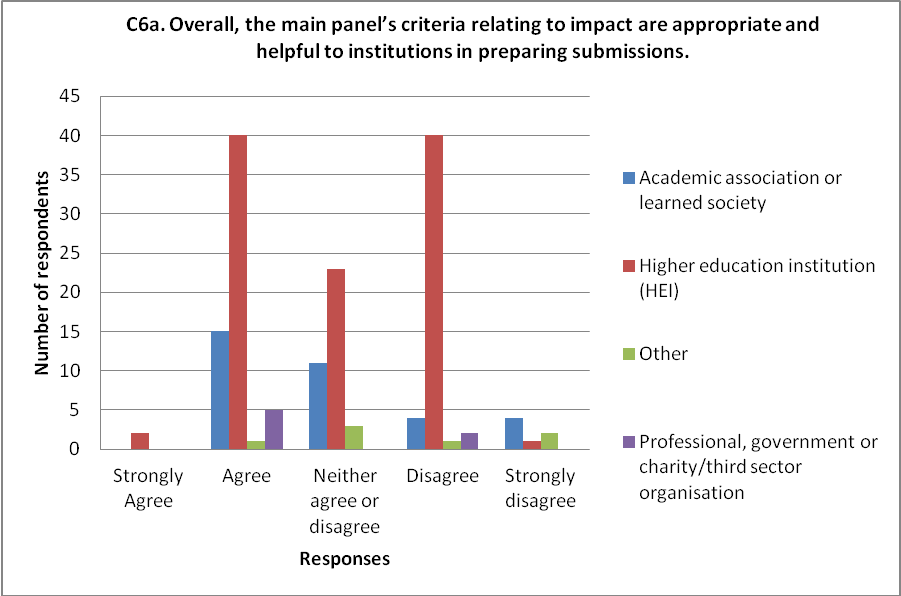 C6a. Overall, the main panel's criteria relating to impact are appropriate and
helpful to institutions in preparing submissions.
45
40
35
30
25
20
15
10
5
0
Number of respondents
Strongly
Agree
Agree
Neither
agree or
disagree
Disagree
Strongly
disagree
Responses
Academic association or
learned society
Higher education institution
(HEI)
Other
Professional, government or
charity/third sector
organisation